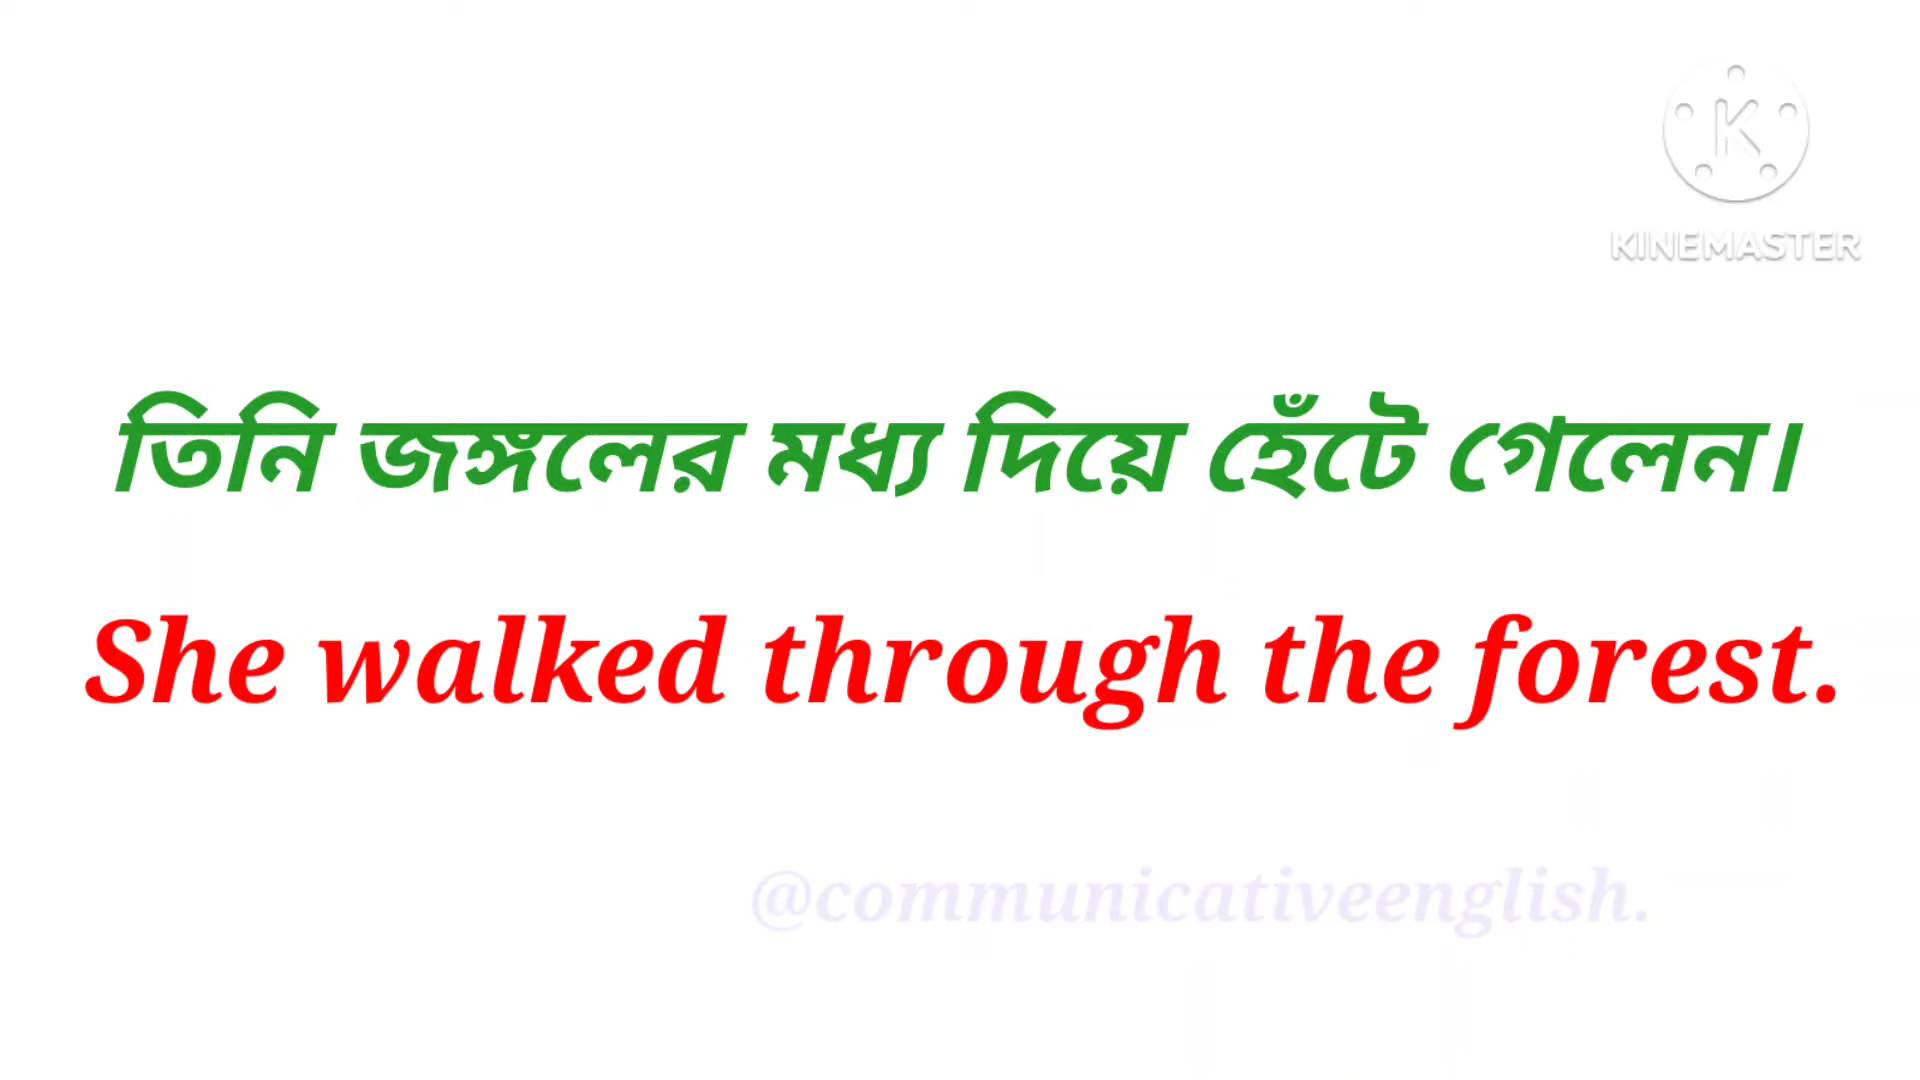 KINEMASTER
তিনি জঙ্গলের মধ্য দিয়ে হেঁটে গেলেন।
She walked through the forest.
@communicativeenglish.